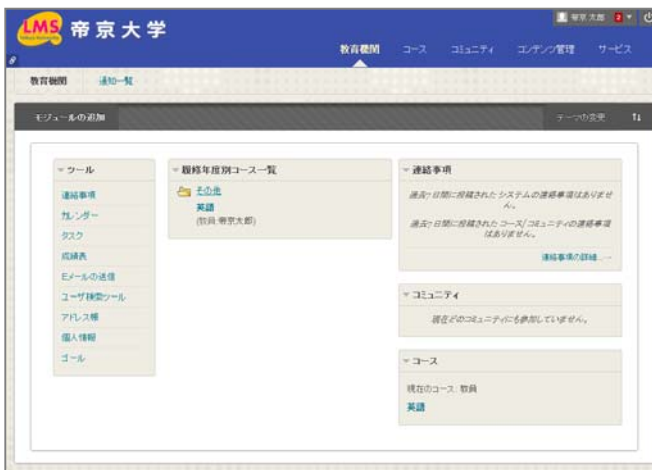 LMS
帝京大学
帝京 太郎 2
教育機関 コース コミュニティ コンテンツ管理 サービス
教育機関 通知一覧
モジュールの追加 テーマの変更
ツール
連絡事項
カレンダー
タスク
成績表
Eメールの送信
ユーザ検索ツール
アドレス帳
個人情報
ゴール
履修年度別コース一覧
その他
英語
(教員:帝京太郎)
連絡事項
過去7日間に投稿されたシステムの連絡事項はありませ
ん。
過去7日間に投稿されたコース/コミュニティの連絡事項
はありません。
連絡事項の詳細...→
コミュニティ
現在どのコミュニティにも参加していません。
コース
現在のコース: 教員
英語